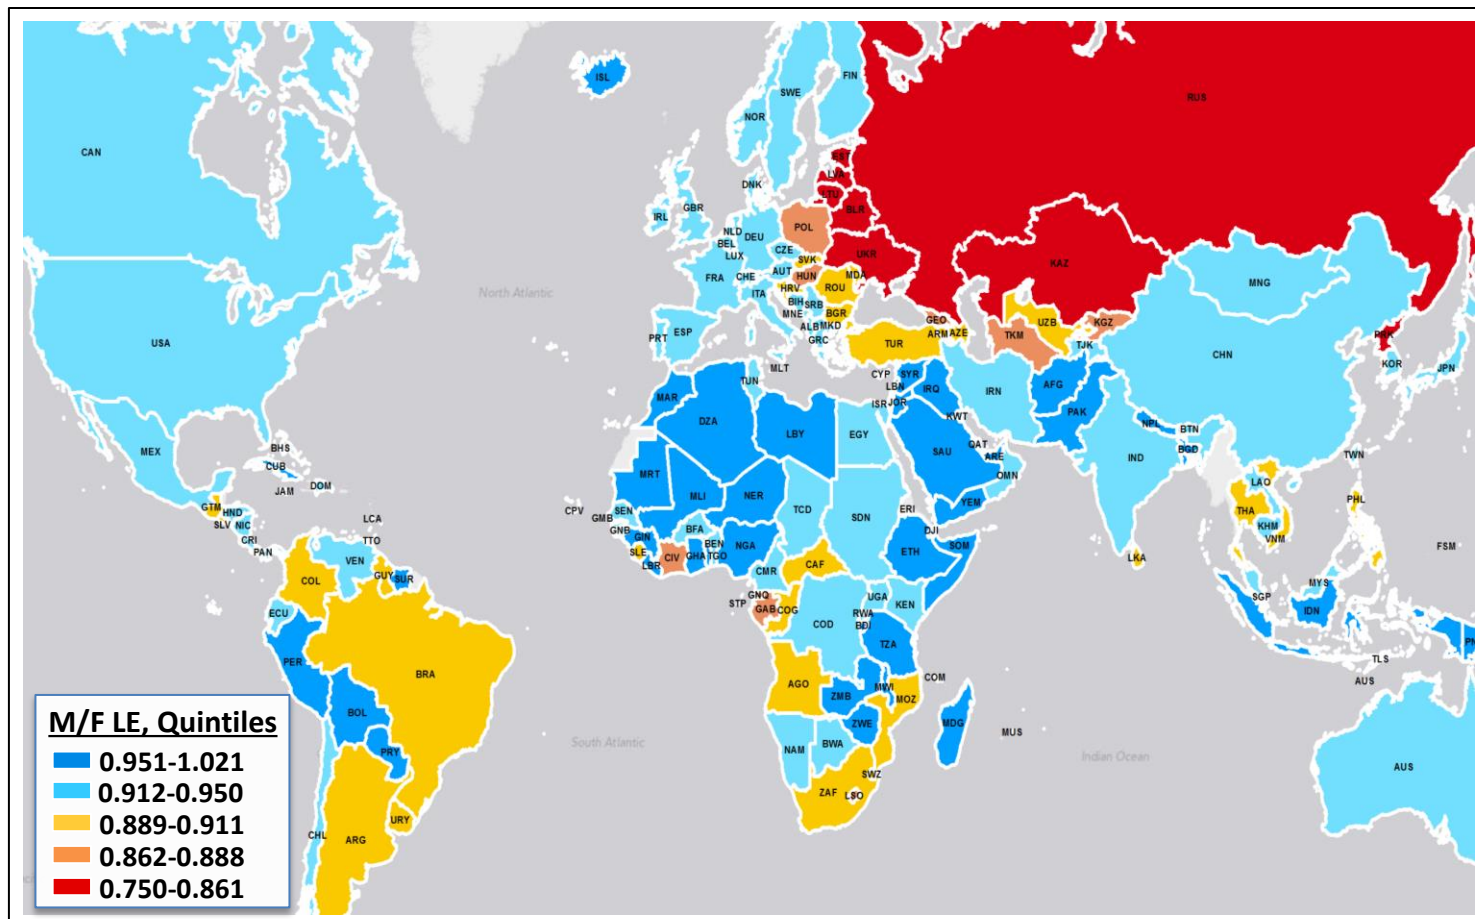 ISL
FIN
SWE
NOR
RUS
CAN
EST
LVA
DNK
LTU
BLR
IRL
GBR
POL
NLD
DEU
BEL
CZE
UKR
LUX
SVK
KAZ
AUT
HUN
MDA
FRA
CHE
ROU
MNG
HRV
ITA
BIH
SRB
North Atlantic
MNE
BGR
GEO
UZB
KGZ
ALB
MKD
ARM
AZE
TKM
PRK
USA
PRT
ESP
GRC
TUR
TJK
CHN
KOR
JPN
MLT
CYP
SYR
TUN
LBN
IRQ
AFG
IRN
MAR
ISR
JOR
PAK
DZA
KWT
NPL
BTN
LBY
EGY
QAT
BHS
SAU
ARE
BGD
MEX
IND
TWN
CUB
OMN
DOM
LAO
JAM
MRT
MLI
NER
YEM
PHL
GTM
HND
CPV
SEN
TCD
SDN
ERI
THA
GMB
LCA
SLV
NIC
GNB
BFA
DJI
KHM
GIN
CRI
TTO
BEN
NGA
SOM
VNM
FSM
PAN
SLE
CIV
GHA
TGO
ETH
LKA
VEN
LBR
CAF
CMR
COL
GUY
SUR
MYS
GNQ
UGA
SGP
STP
GAB
COG
KEN
ECU
RWA
IDN
COD
BDI
TZA
PER
TLS
BRA
COM
AUS
AGO
MWI
ZMB
MOZ
BOL
ZWE
MDG
MUS
South Atlantic
NAM
BWA
Indian Ocean
PRY
AUS
SWZ
ZAF
LSO
URY
CHL
ARG
M/F LE, Quintiles
0.951-1.021
0.912-0.950
0.889-0.911
0.862-0.888
0.750-0.861